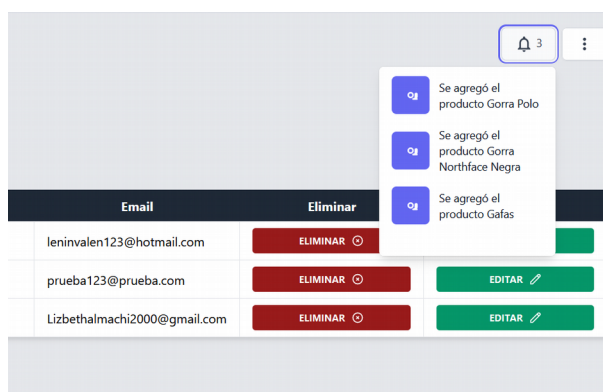 3
Se agregó el
producto Gorra Polo
Se agregó el
producto Gorra
Northface Negra
Se agregó el
producto Gafas
Email Eliminar
leninvalen123@hotmail.com ELIMINAR
prueba123@prueba.com ELIMINAR EDITAR
Lizbethalmachi2000@gmail.com ELIMINAR EDITAR